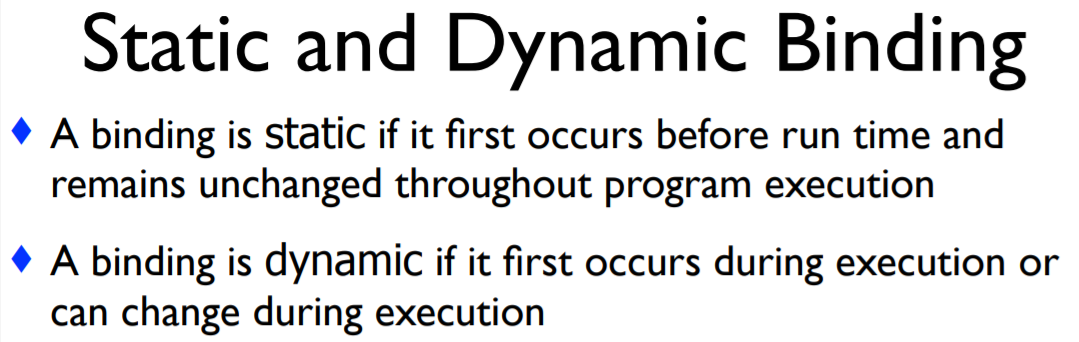 Static and Dynamic Binding
♦ A binding is static if it first occurs before run time and
remains unchanged throughout program execution
♦ A binding is dynamic if it first occurs during execution or
can change during execution